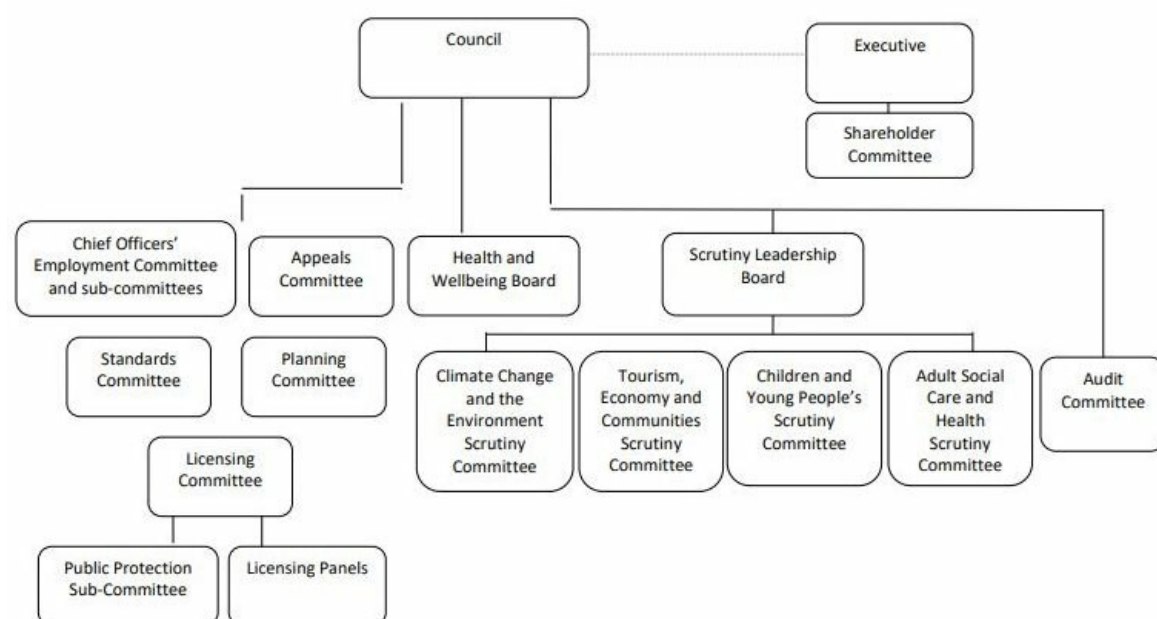 Council
Executive
Shareholder
Committee
Chief Officers’
Employment Committee
and sub-committees
Appeals
Committee
Health and
Wellbeing Board
Scrutiny Leadership
Board
Standards
Committee
Planning
Committee
Climate Change
and the
Environment
Scrutiny
Committee
Tourism,
Economy and
Communities
Scrutiny
Committee
Children and
Young People’s
Scrutiny
Committee
Adult Social
Care and
Health
Scrutiny
Committee
Audit
Committee
Licensing
Committee
Public Protection
Sub-Committee
Licensing Panels